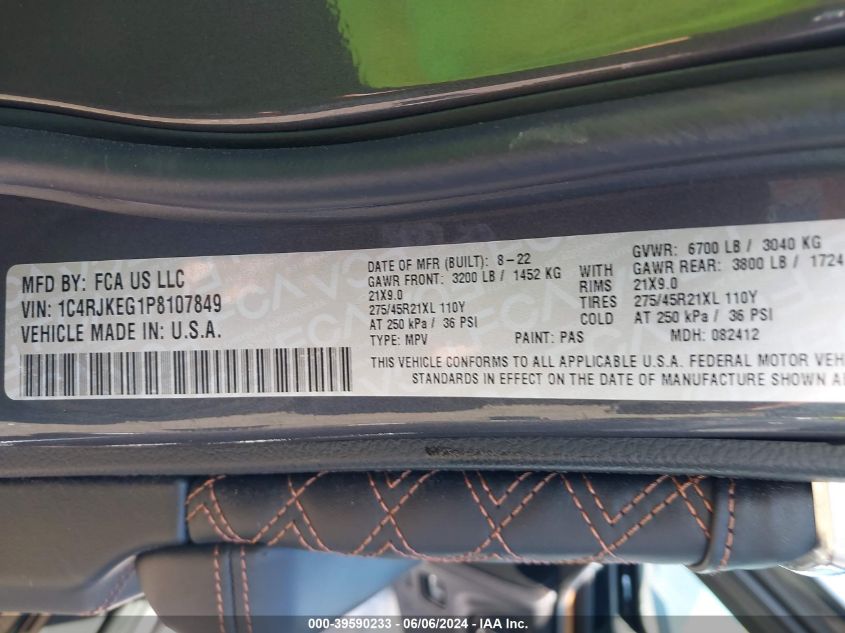 MFD BY: FCA US LLC
VIN: 1C4RJKEG1P8107849
VEHICLE MADE IN: U.S.A.
DATE OF MFR (BUILT): 8-22 GVWR: 6700 LB / 3040 KG
GAWR FRONT: 3200 LB / 1452 KG WITH GAWR REAR: 3800 LB / 1724
21X9.0 RIMS 21X9.0
275/45R21XL 110Y TIRES 275/45R21XL 110Y
AT 250 kPa / 36 PSI COLD AT 250 kPa / 36 PSI
TYPE: MPV PAINT: PAS MDH: 082412
THIS VEHICLE CONFORMS TO ALL APPLICABLE U.S.A. FEDERAL MOTOR VEH
STANDARDS IN EFFECT ON THE DATE OF MANUFACTURE SHOWN A
000-39590233 - 06/06/2024 - IAA Inc.